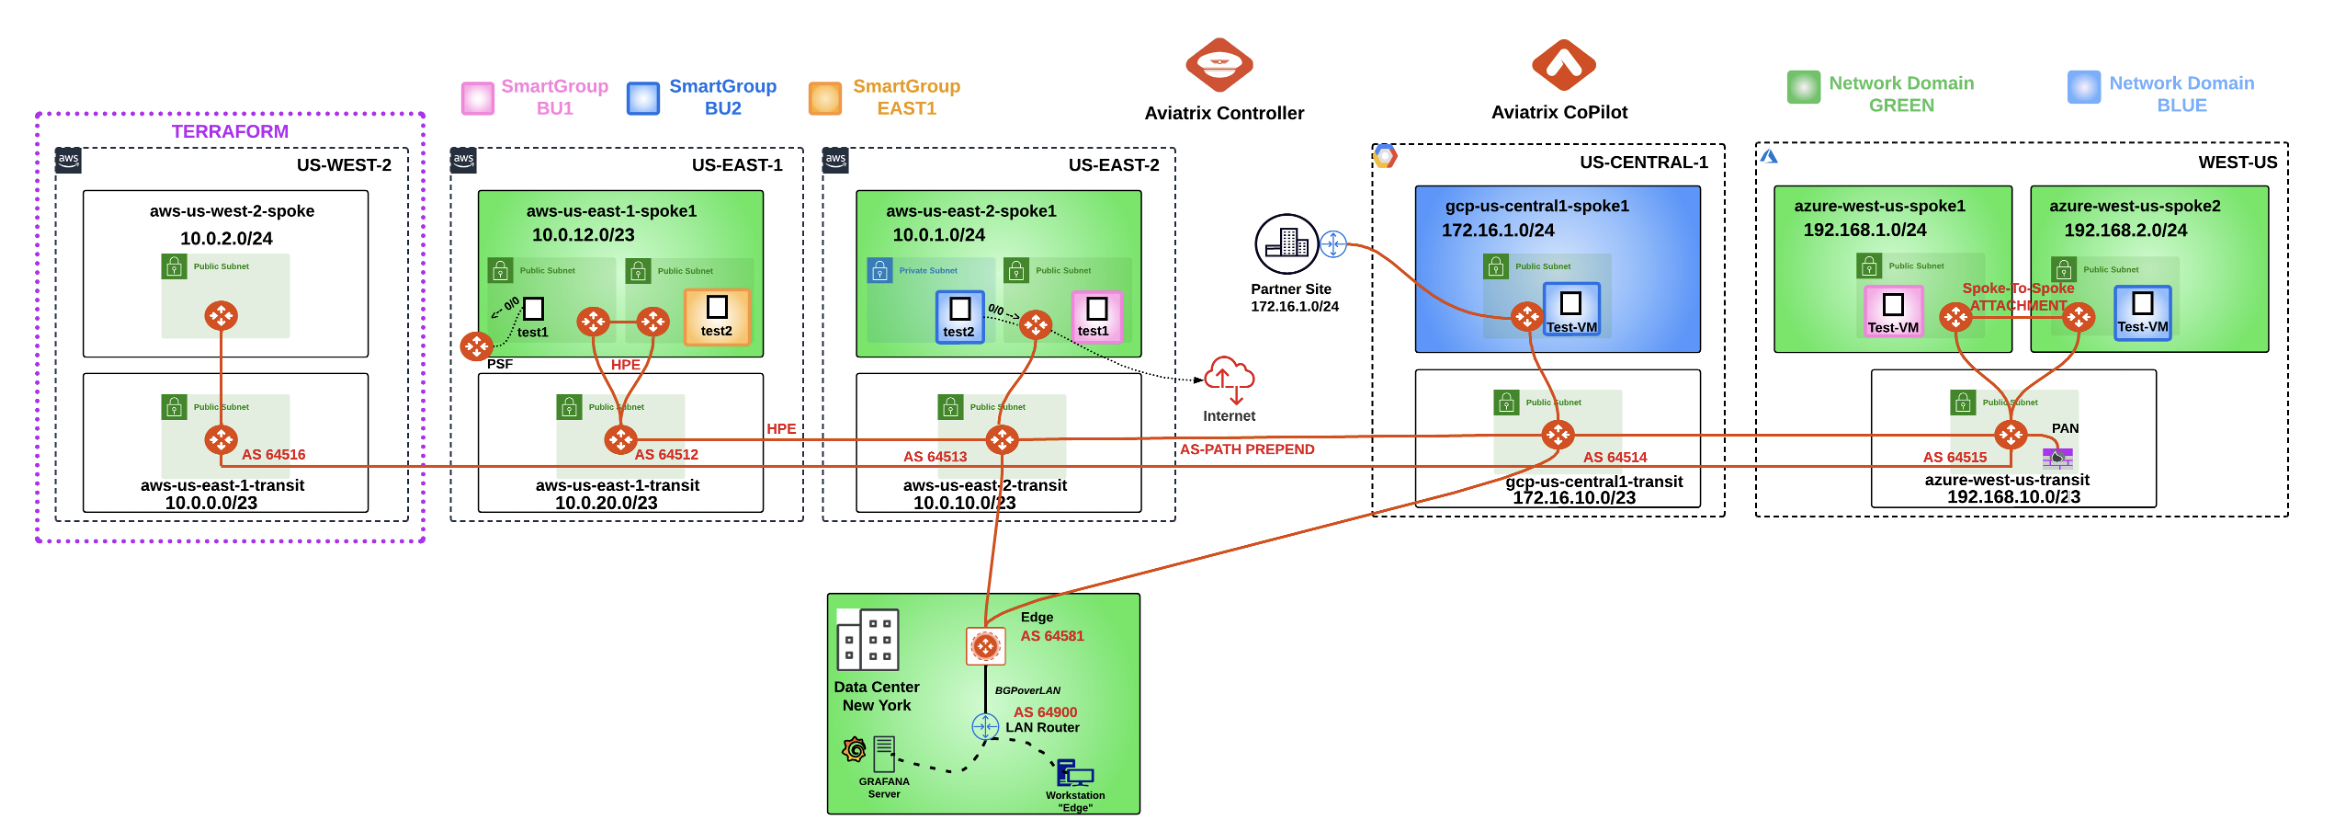 SmartGroup
BU1
SmartGroup
BU2
SmartGroup
EAST1
Aviatrix Controller
Aviatrix CoPilot
Network Domain
GREEN
Network Domain
BLUE
TERRAFORM
aws
US-WEST-2
aws-us-west-2-spoke
10.0.2.0/24
Public Subnet
Public Subnet
AS 64516
aws-us-east-1-transit
10.0.0.0/23
aws
US-EAST-1
aws-us-east-1-spoke1
10.0.12.0/23
Public Subnet
Public Subnet
<-- 0/0
test1
test2
PSF
HPE
Public Subnet
HPE
AS 64512
aws-us-east-1-transit
10.0.20.0/23
aws
US-EAST-2
aws-us-east-2-spoke1
10.0.1.0/24
Private Subnet
Public Subnet
0/0 -->
test2
test1
Internet
Public Subnet
AS 64513
AS-PATH PREPEND
aws-us-east-2-transit
10.0.10.0/23
US-CENTRAL-1
gcp-us-central1-spoke1
172.16.1.0/24
Public Subnet
Test-VM
Partner Site
172.16.1.0/24
Public Subnet
AS 64514
gcp-us-central1-transit
172.16.10.0/23
WEST-US
azure-west-us-spoke1
192.168.1.0/24
Public Subnet
Test-VM
azure-west-us-spoke2
192.168.2.0/24
Public Subnet
Spoke-To-Spoke
ATTACHMENT
Test-VM
Public Subnet
PAN
AS 64515
azure-west-us-transit
192.168.10.0/23
Edge
AS 64581
Data Center
New York
BGPoverLAN
AS 64900
LAN Router
GRAFANA
Server
Workstation
"Edge"